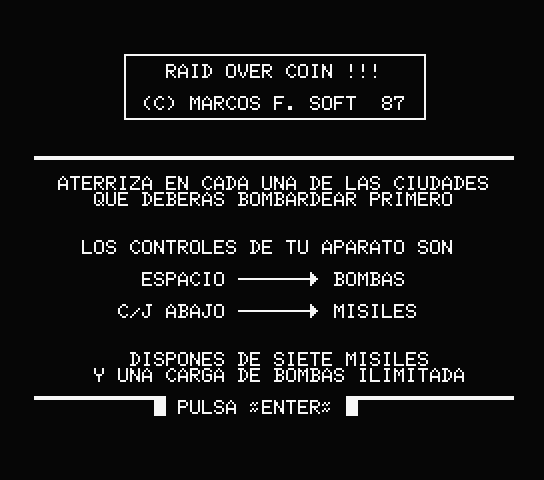 RAID OVER COIN !!!
(C) MARCOS F. SOFT 87
ATERRIZA EN CADA UNA DE LAS CIUDADES
QUE DEBERAS BOMBARDEAR PRIMERO
LOS CONTROLES DE TU APARATO SON
ESPACIO ⟶ BOMBAS
C/J ABAJO ⟶ MISILES
DISPONES DE SIETE MISILES
Y UNA CARGA DE BOMBAS ILIMITADA
PULSA *ENTER*